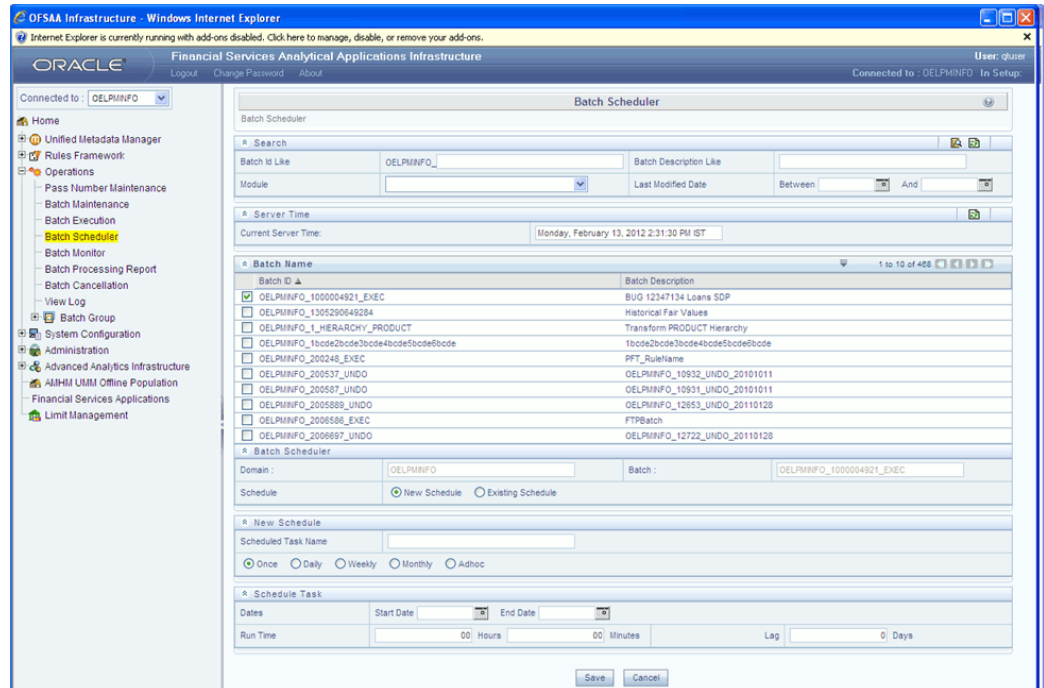 OFSAA Infrastructure - Windows Internet Explorer
Internet Explorer is currently running with add-ons disabled. Click here to manage, disable, or remove your add-ons.
ORACLE
Financial Services Analytical Applications Infrastructure
User: qtuser
Logout Change Password About
Connected to : OELPMINFO In Setup:
Connected to : OELPMINFO
Home
Unified Metadata Manager
Rules Framework
Operations
Pass Number Maintenance
Batch Maintenance
Batch Execution
Batch Scheduler
Batch Monitor
Batch Processing Report
Batch Cancellation
View Log
Batch Group
System Configuration
Administration
Advanced Analytics Infrastructure
AMHM UMM Offline Population
Financial Services Applications
Limit Management
Batch Scheduler
Batch Scheduler
Search
Batch Id Like OELPMINFO_ Batch Description Like
Module Last Modified Date Between And
Server Time
Current Server Time: Monday, February 13, 2012 2:31:30 PM IST
Batch Name 1 to 10 of 468
Batch ID Batch Description
OELPMINFO_1000004921_EXEC BUG 12347134 Loans SDP
OELPMINFO_1305290649284 Historical Fair Values
OELPMINFO_1_HIERARCHY_PRODUCT Transform PRODUCT Hierarchy
OELPMINFO_1bcde2bcde3bcde4bcde5bcde6bcde 1bcde2bcde3bcde4bcde5bcde6bcde
OELPMINFO_200248_EXEC PFT_RuleName
OELPMINFO_200537_UNDO OELPMINFO_10932_UNDO_20101011
OELPMINFO_200587_UNDO OELPMINFO_10931_UNDO_20101011
OELPMINFO_2005889_UNDO OELPMINFO_12653_UNDO_20110128
OELPMINFO_2006586_EXEC FTPBatch
OELPMINFO_2006697_UNDO OELPMINFO_12722_UNDO_20110128
Batch Scheduler
Domain : OELPMINFO Batch : OELPMINFO_1000004921_EXEC
Schedule New Schedule Existing Schedule
New Schedule
Scheduled Task Name
Once Daily Weekly Monthly Adhoc
Schedule Task
Dates Start Date End Date
Run Time 00 Hours 00 Minutes Lag 0 Days
Save Cancel